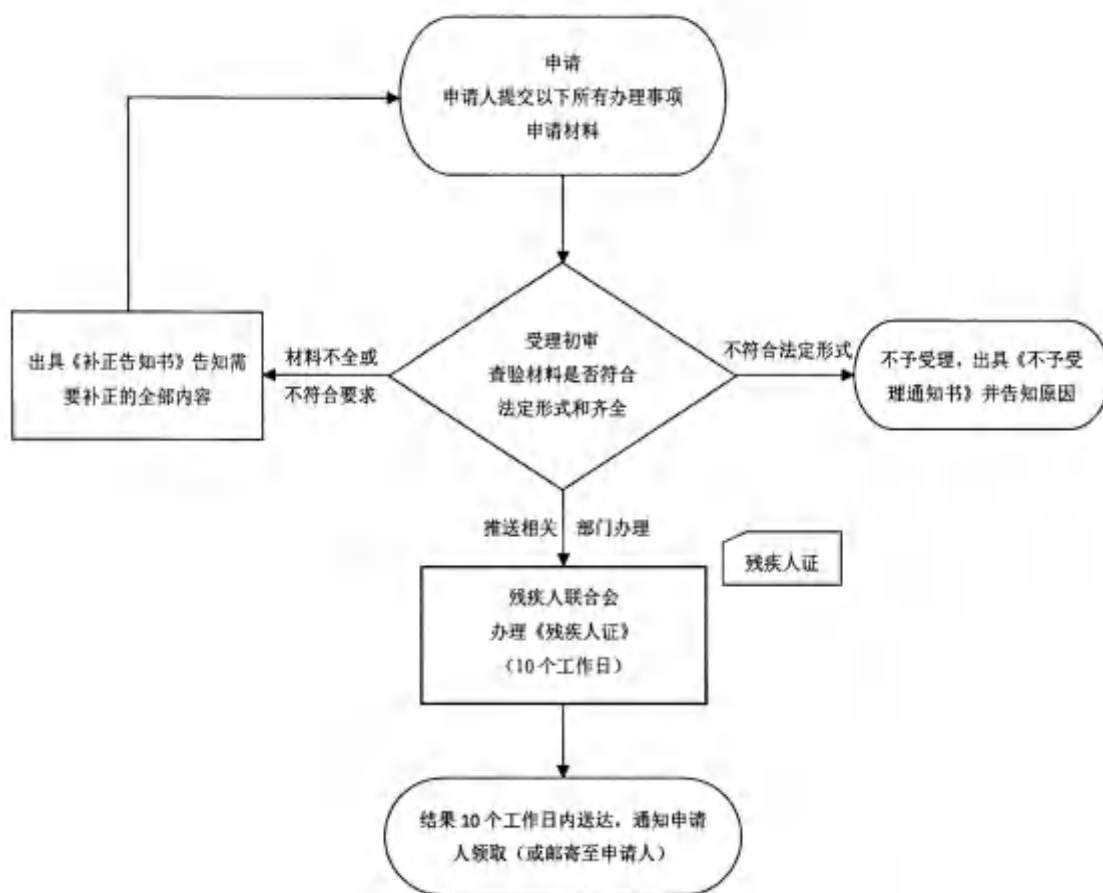 申请
申请人提交以下所有办理事项
申请材料
出具《补正告知书》告知需
要补正的全部内容
材料不全或
不符合要求
受理初审
查验材料是否符合
法定形式和齐全
不符合法定形式
不予受理，出具《不予受
理通知书》并告知原因
推送相关 部门办理
残疾人证
残疾人联合会
办理《残疾人证》
（10 个工作日）
结果 10 个工作日内送达，通知申请
人领取（或邮寄至申请人）